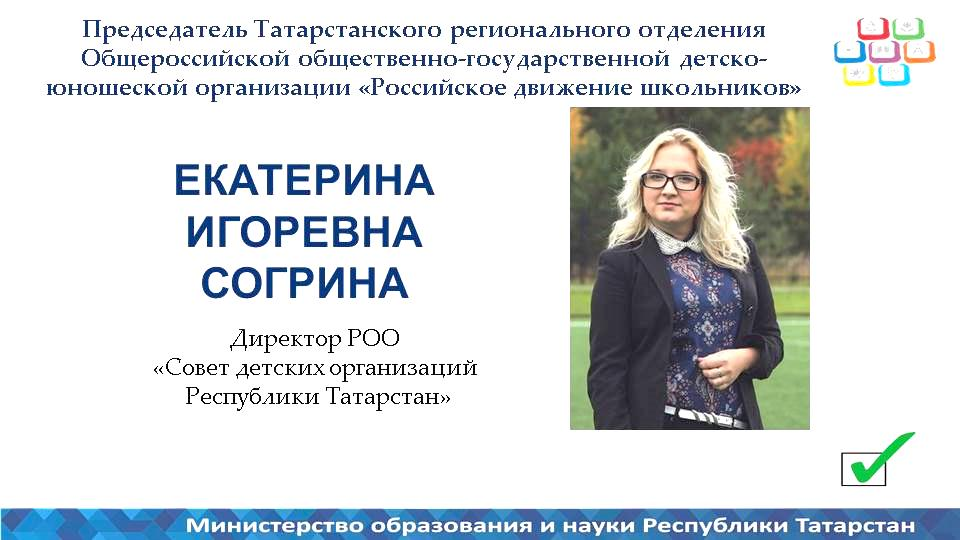 Председатель Татарстанского регионального отделения
Общероссийской общественно-государственной детско-
юношеской организации «Российское движение школьников»
ЕКАТЕРИНА
ИГОРЕВНА
СОГРИНА
Директор РОО
«Совет детских организаций
Республики Татарстан»
Министерство образования и науки Республики Татарстан